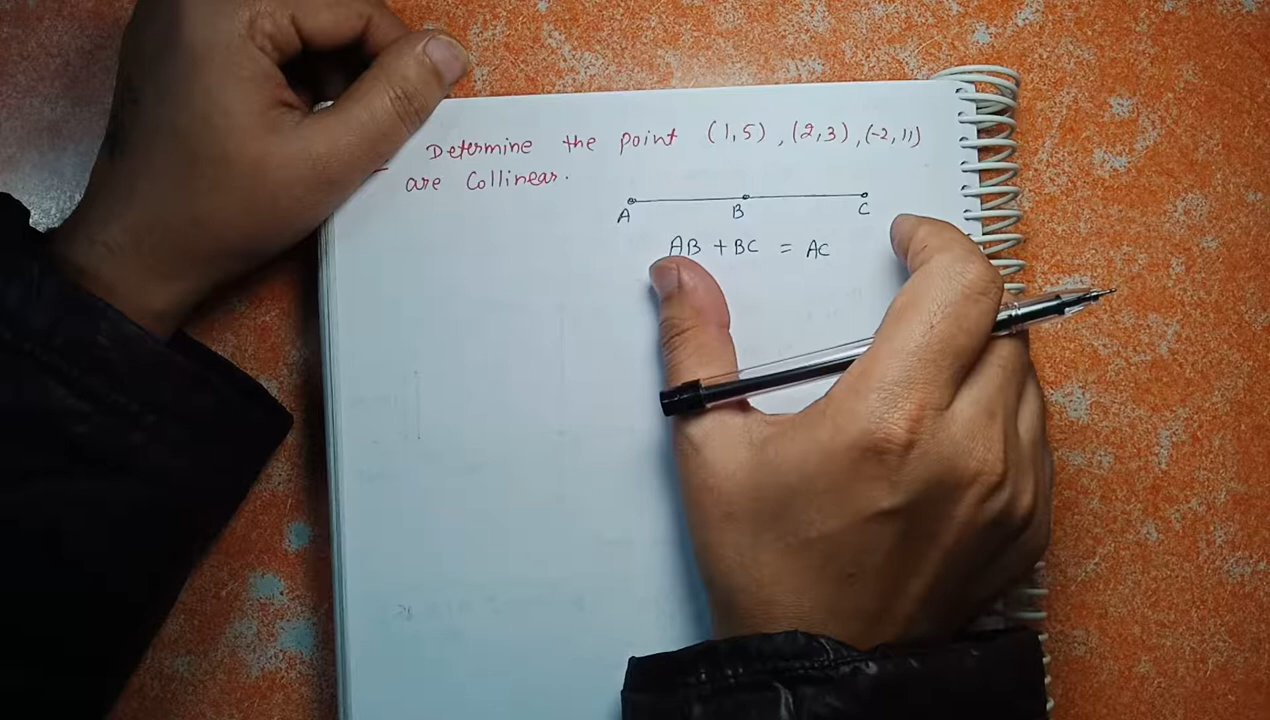 Determine the point (1,5) , (2,3) , (-2, 11)
are Collinear.
A B C
AB + BC = AC